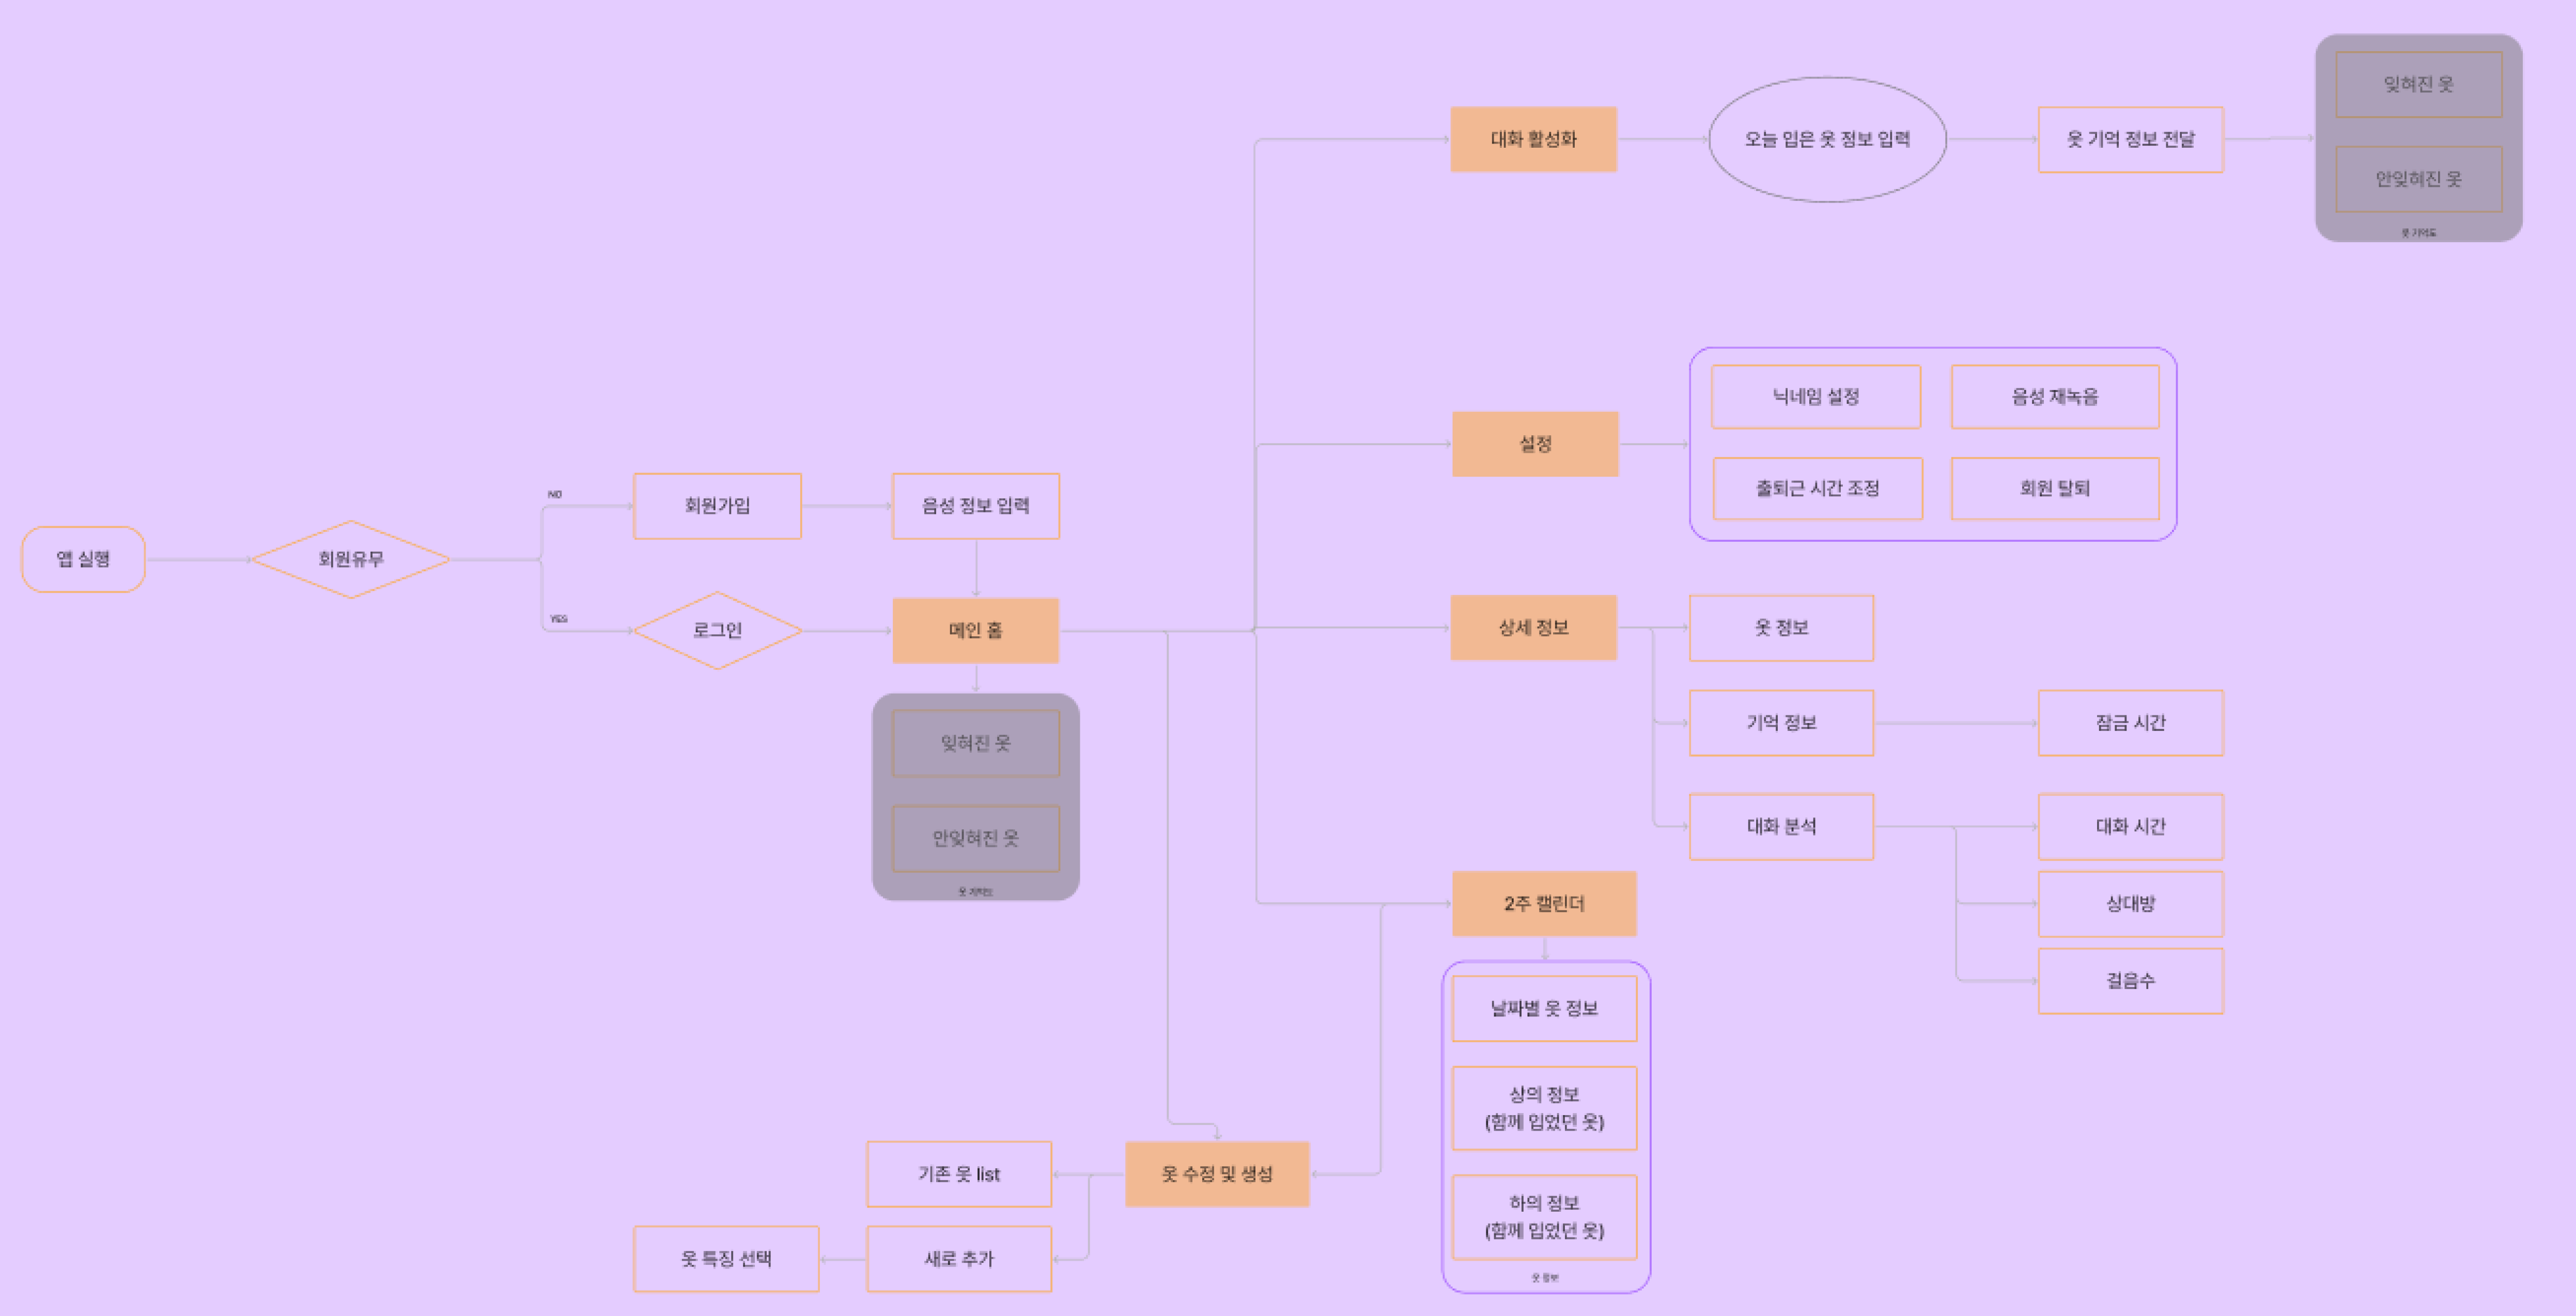 앱 실행
회원유무
NO
YES
회원가입
음성 정보 입력
로그인
메인 홈
잊혀진 옷
안잊혀진 옷
옷 기억도
대화 활성화
오늘 입은 옷 정보 입력
옷 기억 정보 전달
잊혀진 옷
안잊혀진 옷
옷 기억도
설정
닉네임 설정
음성 재녹음
출퇴근 시간 조정
회원 탈퇴
상세 정보
옷 정보
기억 정보
잠금 시간
대화 분석
대화 시간
상대방
걸음수
2주 캘린더
날짜별 옷 정보
상의 정보
(함께 입었던 옷)
하의 정보
(함께 입었던 옷)
옷 정보
옷 수정 및 생성
기존 옷 list
새로 추가
옷 특징 선택